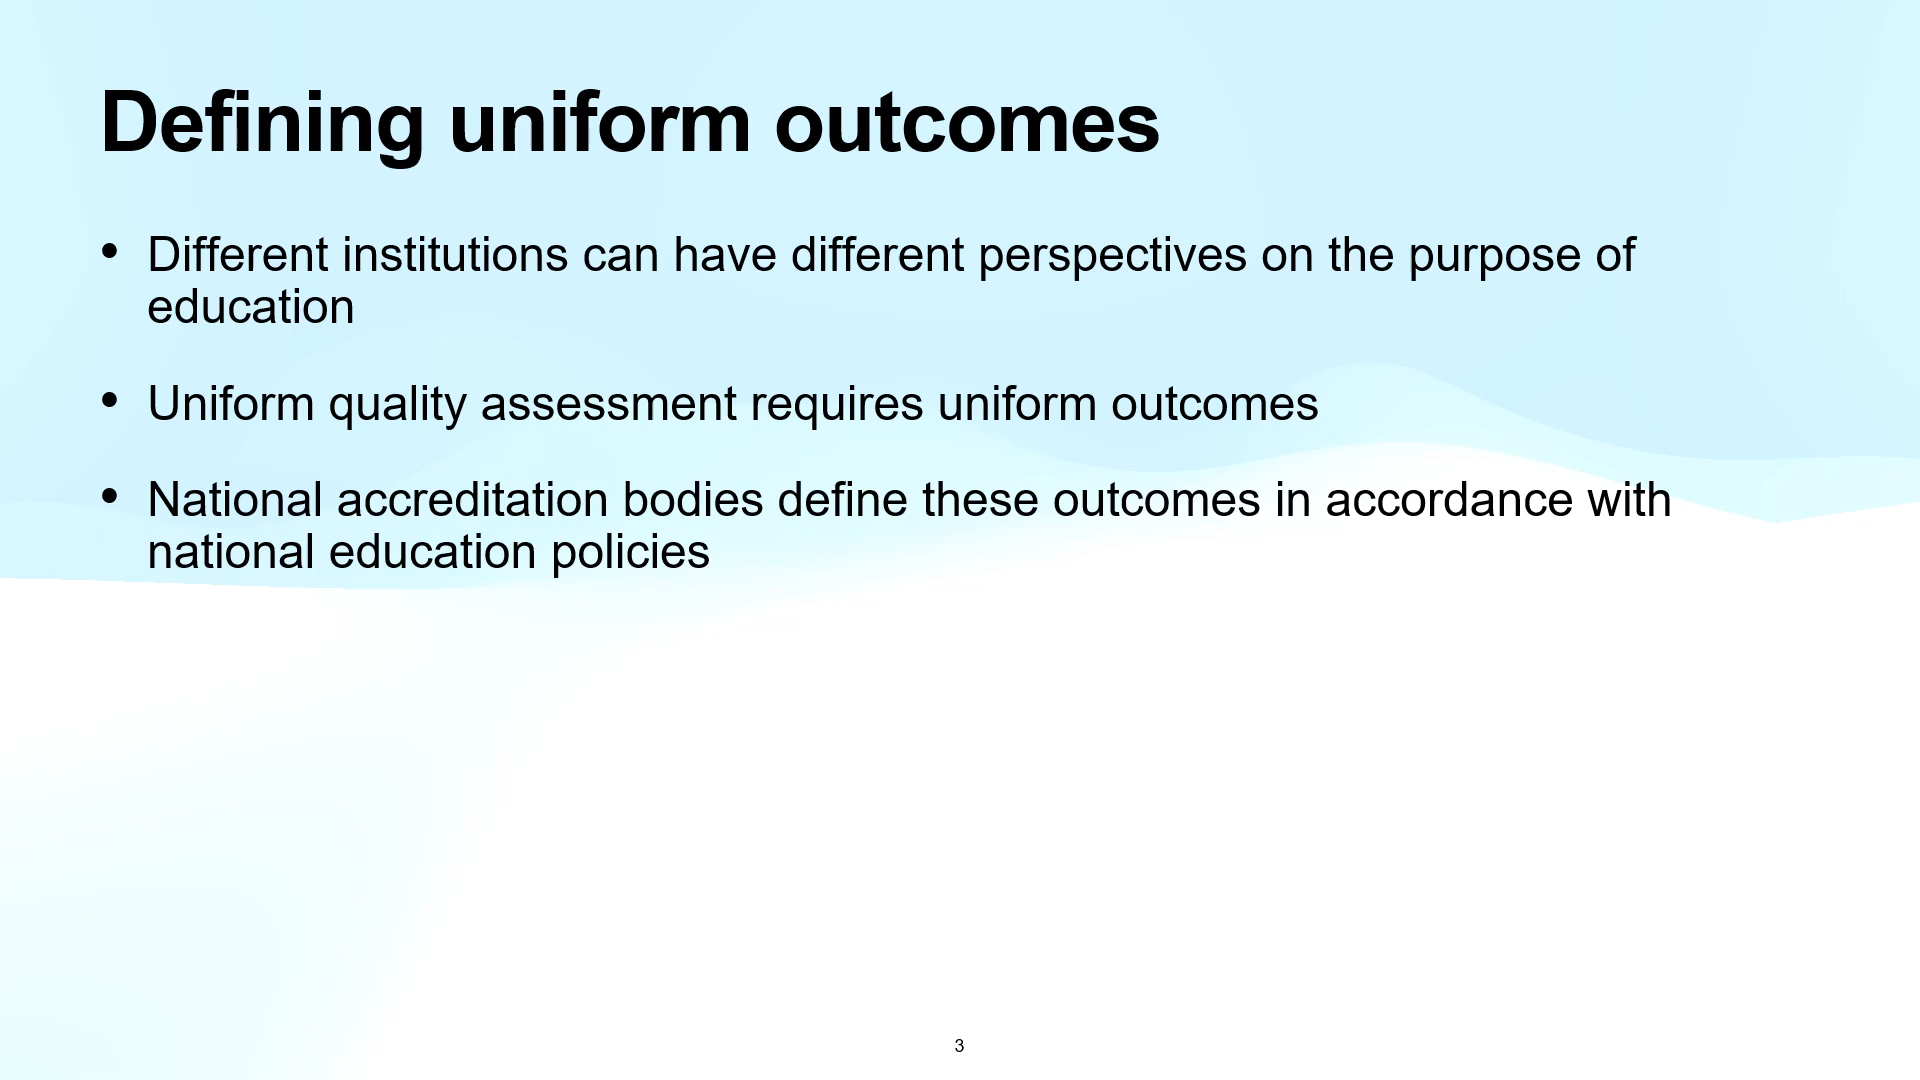 Defining uniform outcomes
• Different institutions can have different perspectives on the purpose of
education
• Uniform quality assessment requires uniform outcomes
• National accreditation bodies define these outcomes in accordance with
national education policies
3